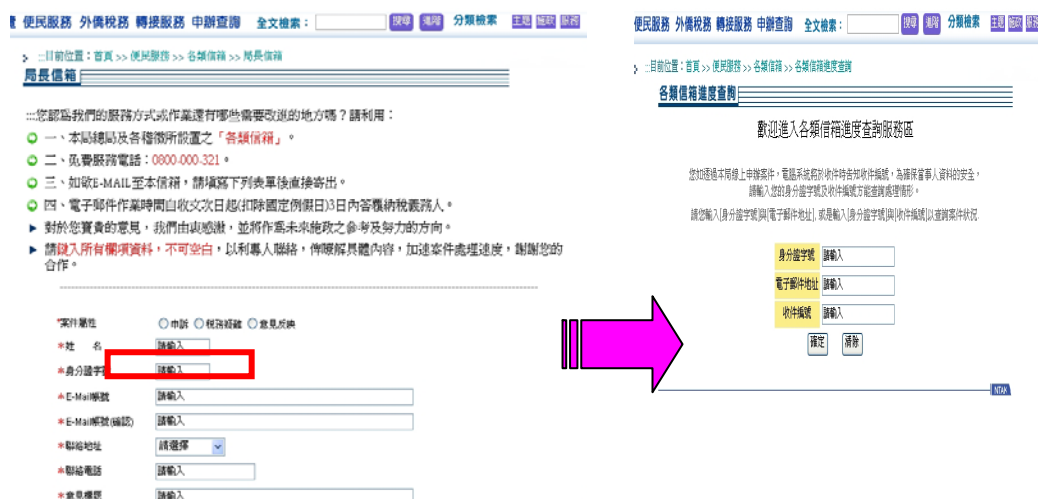 便民服務 外僑稅務 轉接服務 申辦查詢 全文檢索： 搜尋 進階 分類檢索 主題 施政 服務
:::目前位置：首頁 >> 便民服務 >> 各類信箱 >> 局長信箱
局長信箱
:::您認為我們的服務方式或作業還有哪些需要改進的地方嗎？請利用：
一、本局總局及各稽徵所設置之「各類信箱」。
二、免費服務電話：0800-000-321。
三、如欲E-MAIL至本信箱，請填寫下列表單後直接寄出。
四、電子郵件作業時間自收文次日起(扣除國定例假日)3日內答覆納稅義務人。
對於您寶貴的意見，我們由衷感激，並將作為未來施政之參考及努力的方向。
請鍵入所有欄項資料，不可空白，以利專人聯絡，俾瞭解具體內容，加速案件處理速度，謝謝您的
合作。
*案件屬性 申訴 稅務疑難 意見反映
*姓 名 請輸入
*身分證字 請輸入
*E-Mail帳號 請輸入
*E-Mail帳號(確認) 請輸入
*聯絡地址 請選擇
*聯絡電話 請輸入
*意見標題 請輸入
便民服務 外僑稅務 轉接服務 申辦查詢 全文檢索： 搜尋 進階 分類檢索 主題 施政 服務
:::目前位置：首頁 >> 便民服務 >> 各類信箱 >> 各類信箱進度查詢
各類信箱進度查詢
歡迎進入各類信箱進度查詢服務區
您如透過本局線上申辦案件，電腦系統將於收件時告知收件編號，為確保當事人資料的安全，
請輸入您的身分證字號及收件編號方能查詢處理情形。
請您輸入[身分證字號]與[電子郵件地址]，或是輸入[身分證字號]與[收件編號]以查詢案件狀況
身分證字號 請輸入
電子郵件地址 請輸入
收件編號 請輸入
確定 清除
NTAK